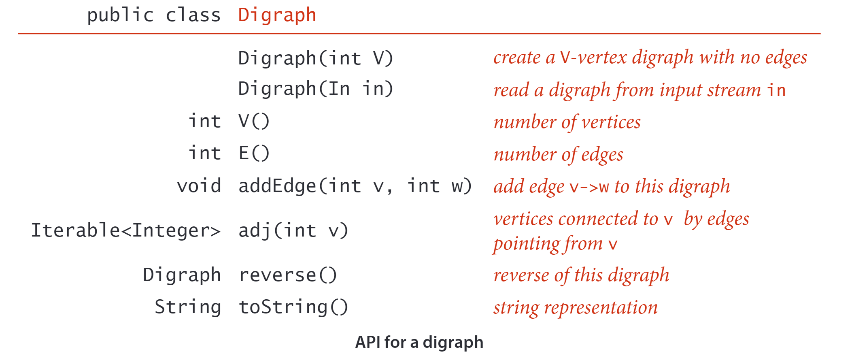 public class Digraph
Digraph(int V) create a V-vertex digraph with no edges
Digraph(In in) read a digraph from input stream in
int V() number of vertices
int E() number of edges
void addEdge(int v, int w) add edge v->w to this digraph
Iterable<Integer> adj(int v) vertices connected to v by edges
pointing from v
Digraph reverse() reverse of this digraph
String toString() string representation
API for a digraph